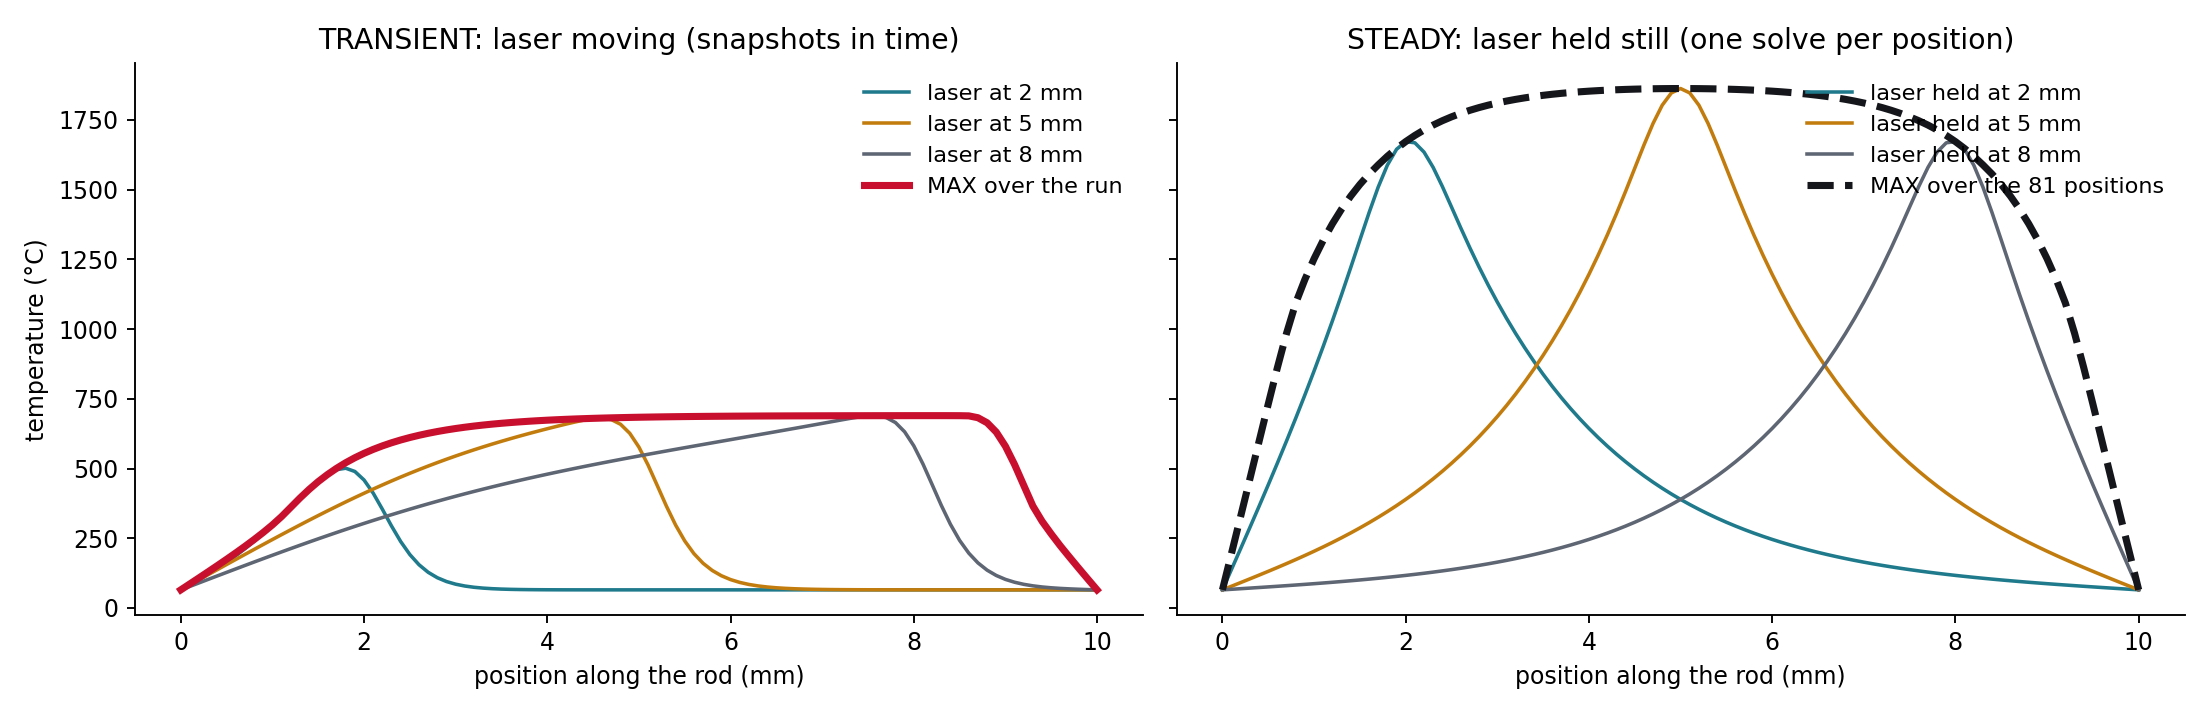 TRANSIENT: laser moving (snapshots in time)
laser at 2 mm
laser at 5 mm
laser at 8 mm
MAX over the run
temperature (°C)
1750
1500
1250
1000
750
500
250
0
0 2 4 6 8 10
position along the rod (mm)
STEADY: laser held still (one solve per position)
laser held at 2 mm
laser held at 5 mm
laser held at 8 mm
MAX over the 81 positions
0 2 4 6 8 10
position along the rod (mm)